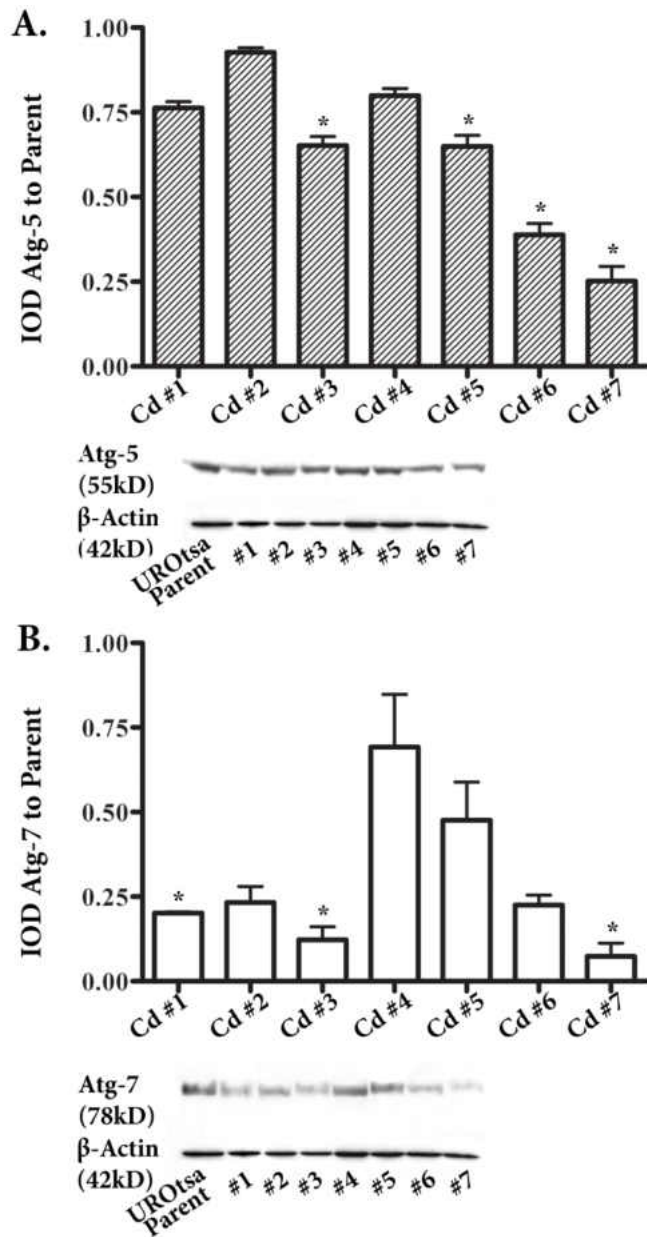 A.
IOD Atg-5 to Parent
1.00
0.75
0.50
0.25
0.00
*
*
*
*
Cd #1 Cd #2 Cd #3 Cd #4 Cd #5 Cd #6 Cd #7
Atg-5
(55kD)
β-Actin
(42kD)
UROtsa
Parent
#1 #2 #3 #4 #5 #6 #7
B.
IOD Atg-7 to Parent
1.00
0.75
0.50
0.25
0.00
*
*
*
Cd #1 Cd #2 Cd #3 Cd #4 Cd #5 Cd #6 Cd #7
Atg-7
(78kD)
β-Actin
(42kD)
UROtsa
Parent
#1 #2 #3 #4 #5 #6 #7